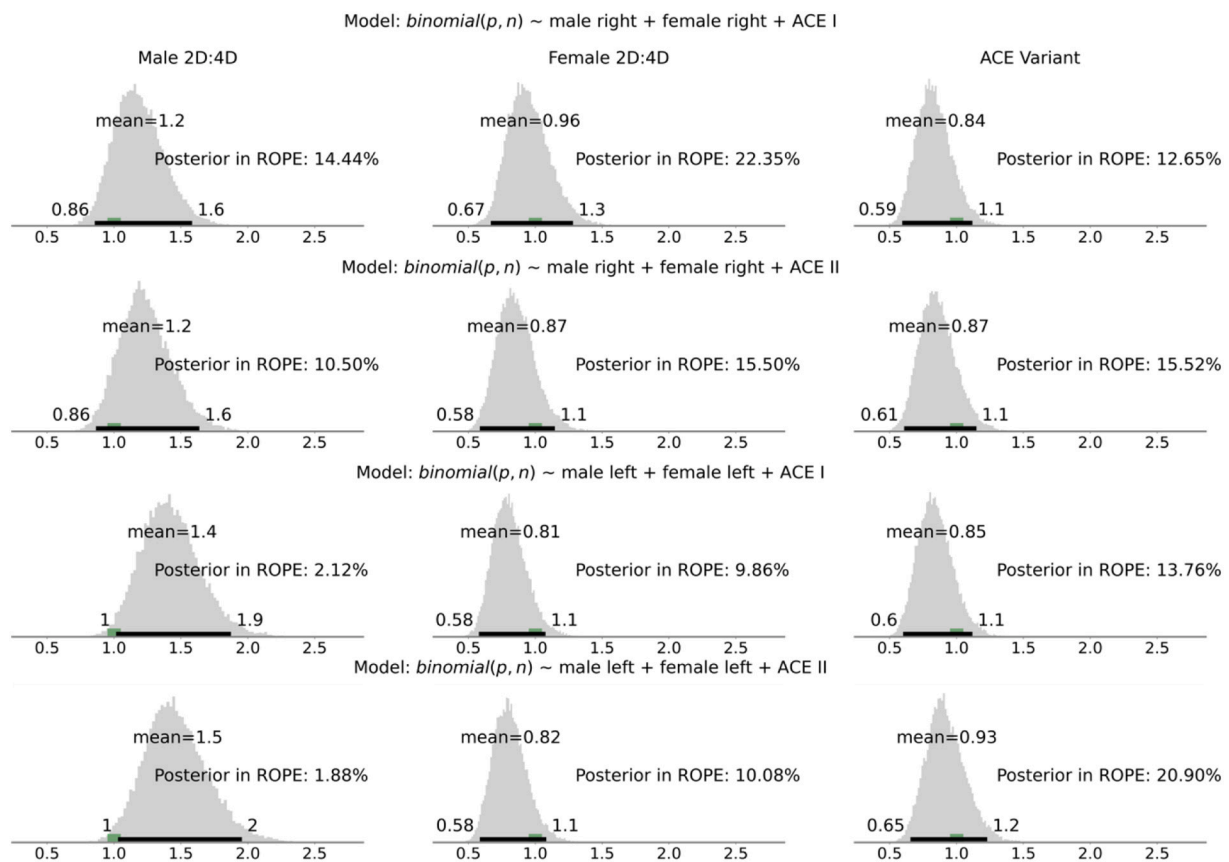 Model: binomial(p, n) ~ male right + female right + ACE I
Male 2D:4D Female 2D:4D ACE Variant
mean=1.2 mean=0.96 mean=0.84
Posterior in ROPE: 14.44% Posterior in ROPE: 22.35% Posterior in ROPE: 12.65%
0.86 1.6 0.67 1.3 0.59 1.1
0.5 1.0 1.5 2.0 2.5 0.5 1.0 1.5 2.0 2.5 0.5 1.0 1.5 2.0 2.5
Model: binomial(p, n) ~ male right + female right + ACE II
mean=1.2 mean=0.87 mean=0.87
Posterior in ROPE: 10.50% Posterior in ROPE: 15.50% Posterior in ROPE: 15.52%
0.86 1.6 0.58 1.1 0.61 1.1
0.5 1.0 1.5 2.0 2.5 0.5 1.0 1.5 2.0 2.5 0.5 1.0 1.5 2.0 2.5
Model: binomial(p, n) ~ male left + female left + ACE I
mean=1.4 mean=0.81 mean=0.85
Posterior in ROPE: 2.12% Posterior in ROPE: 9.86% Posterior in ROPE: 13.76%
1 1.9 0.58 1.1 0.6 1.1
0.5 1.0 1.5 2.0 2.5 0.5 1.0 1.5 2.0 2.5 0.5 1.0 1.5 2.0 2.5
Model: binomial(p, n) ~ male left + female left + ACE II
mean=1.5 mean=0.82 mean=0.93
Posterior in ROPE: 1.88% Posterior in ROPE: 10.08% Posterior in ROPE: 20.90%
1 2 0.58 1.1 0.65 1.2
0.5 1.0 1.5 2.0 2.5 0.5 1.0 1.5 2.0 2.5 0.5 1.0 1.5 2.0 2.5